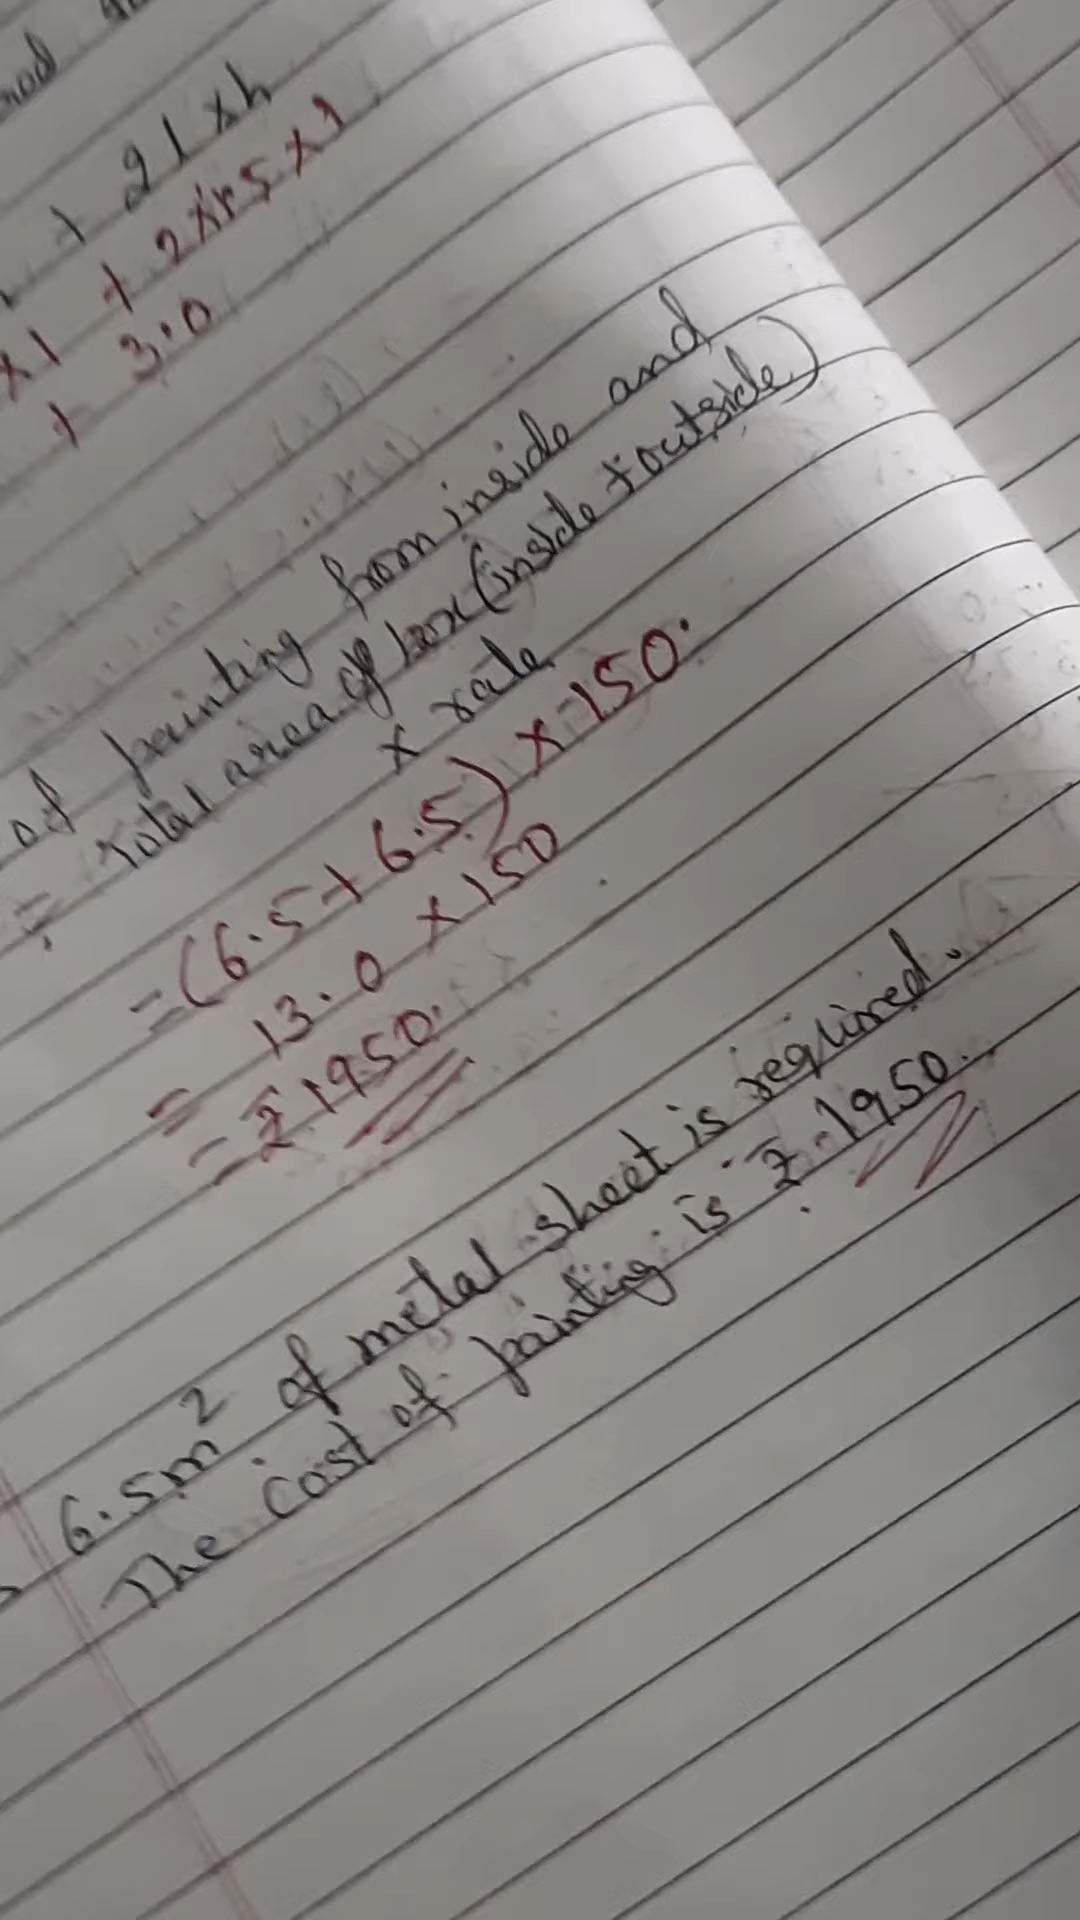 + 2l × h
× 1 + 2×1.5 × 1
+ 3.0
of painting from inside and
= Total area of box (inside + outside)
× rate
= (6.5 + 6.5) × 150.
= 13.0 × 150
= ₹ 1950.
6.5m² of metal sheet is required.
The cost of painting is ₹ 1950.